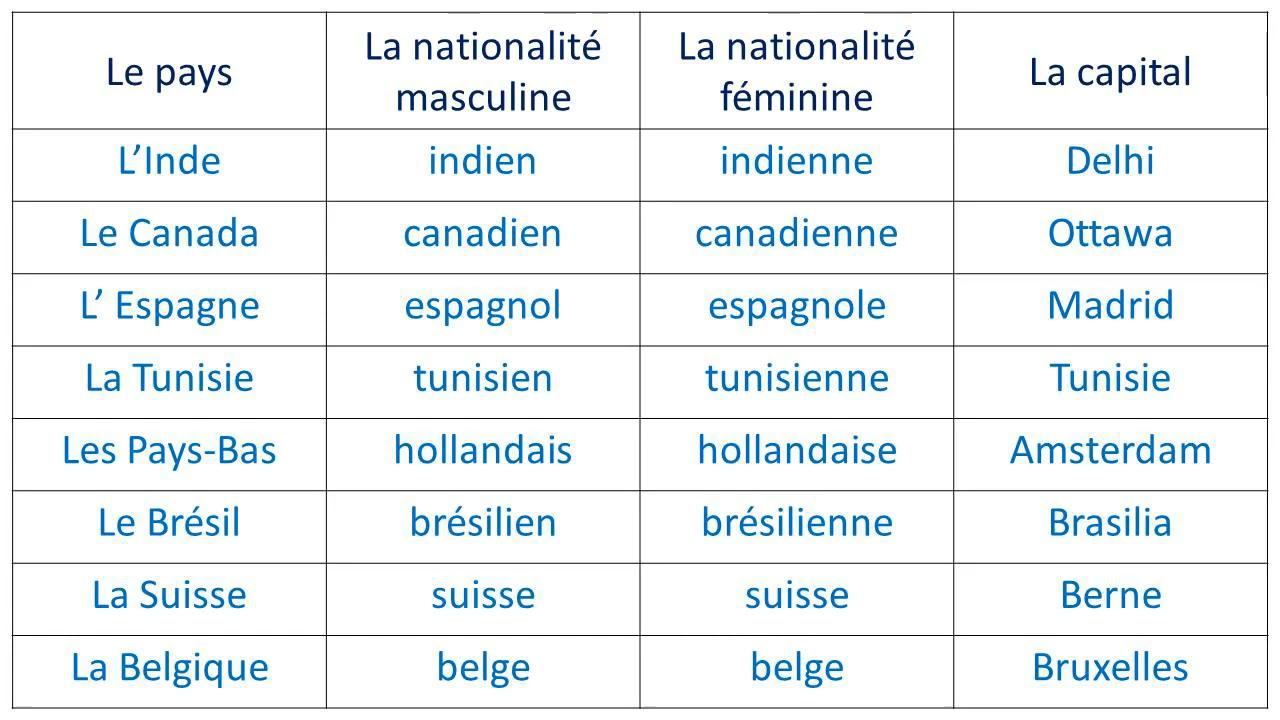 Le pays
La nationalité
masculine
La nationalité
féminine
La capital
L’Inde indien indienne Delhi
Le Canada canadien canadienne Ottawa
L’ Espagne espagnol espagnole Madrid
La Tunisie tunisien tunisienne Tunisie
Les Pays-Bas hollandais hollandaise Amsterdam
Le Brésil brésilien brésilienne Brasilia
La Suisse suisse suisse Berne
La Belgique belge belge Bruxelles